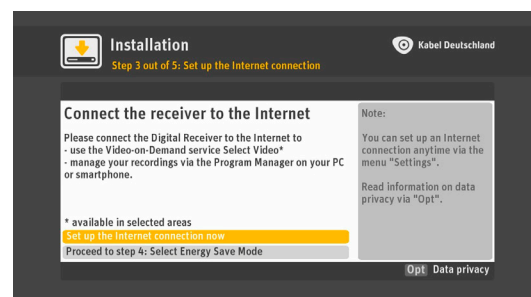 Installation
Kabel Deutschland
Step 3 out of 5: Set up the Internet connection
Connect the receiver to the Internet
Please connect the Digital Receiver to the Internet to
- use the Video-on-Demand service Select Video*
- manage your recordings via the Program Manager on your PC
or smartphone.
* available in selected areas
Set up the Internet connection now
Proceed to step 4: Select Energy Save Mode
Note:
You can set up an Internet
connection anytime via the
menu "Settings".
Read information on data
privacy via "Opt".
Opt Data privacy